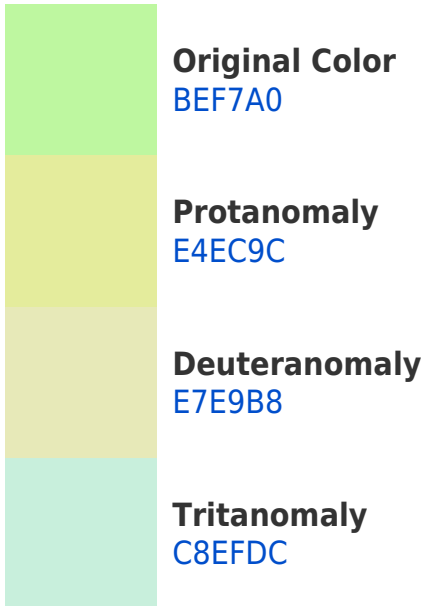 Original Color
BEF7A0
Protanomaly
E4EC9C
Deuteranomaly
E7E9B8
Tritanomaly
C8EFDC